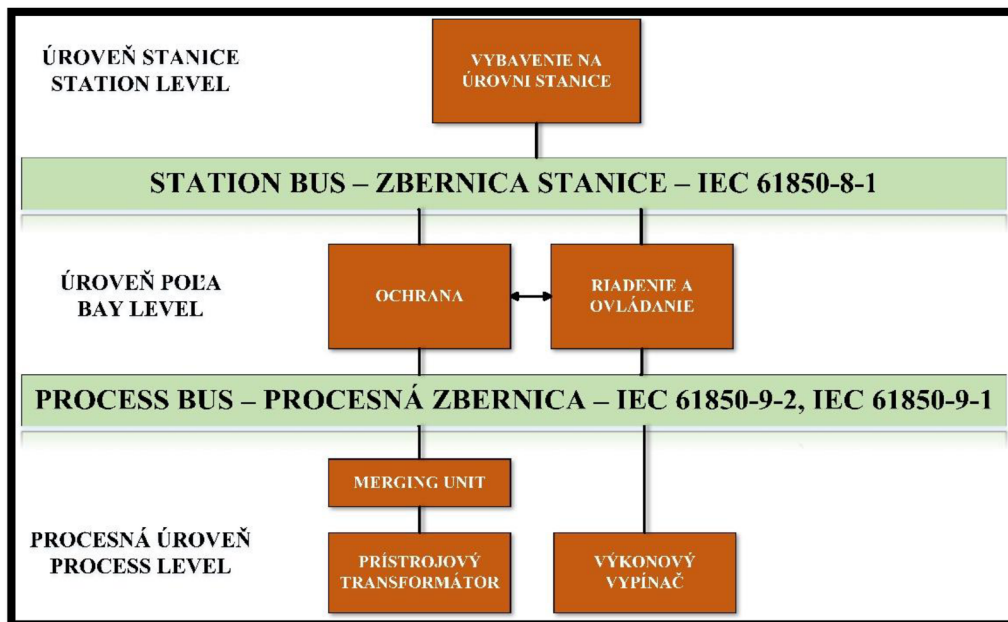 ÚROVEŇ STANICE
STATION LEVEL
VYBAVENIE NA
ÚROVNI STANICE
STATION BUS – ZBERNICA STANICE – IEC 61850-8-1
ÚROVEŇ POĽA
BAY LEVEL
OCHRANA
RIADENIE A
OVLÁDANIE
PROCESS BUS – PROCESNÁ ZBERNICA – IEC 61850-9-2, IEC 61850-9-1
MERGING UNIT
PROCESNÁ ÚROVEŇ
PROCESS LEVEL
PRÍSTROJOVÝ
TRANSFORMÁTOR
VÝKONOVÝ
VYPÍNAČ